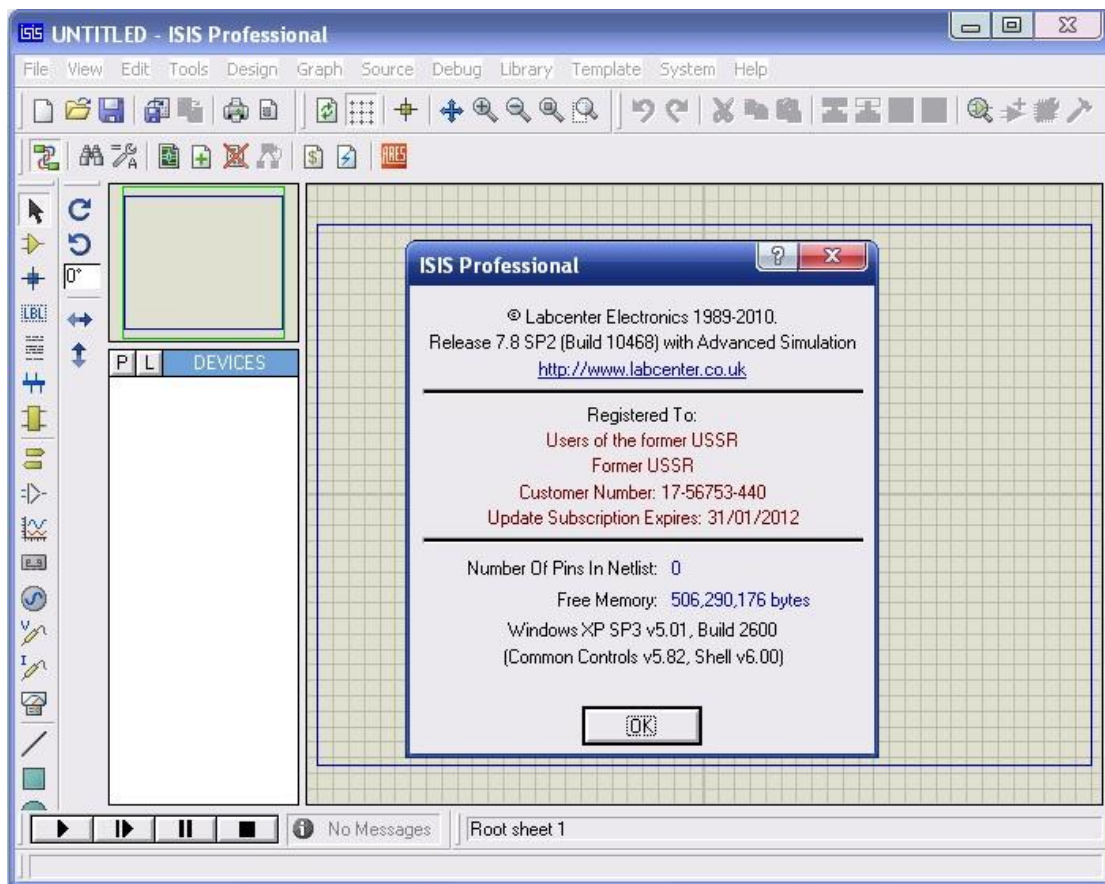 isis UNTITLED - ISIS Professional
File View Edit Tools Design Graph Source Debug Library Template System Help
ARES
0°
LBL
P L DEVICES
ISIS Professional
© Labcenter Electronics 1989-2010.
Release 7.8 SP2 (Build 10468) with Advanced Simulation
http://www.labcenter.co.uk
Registered To:
Users of the former USSR
Former USSR
Customer Number: 17-56753-440
Update Subscription Expires: 31/01/2012
Number Of Pins In Netlist: 0
Free Memory: 506,290,176 bytes
Windows XP SP3 v5.01, Build 2600
(Common Controls v5.82, Shell v6.00)
OK
V
I
No Messages Root sheet 1